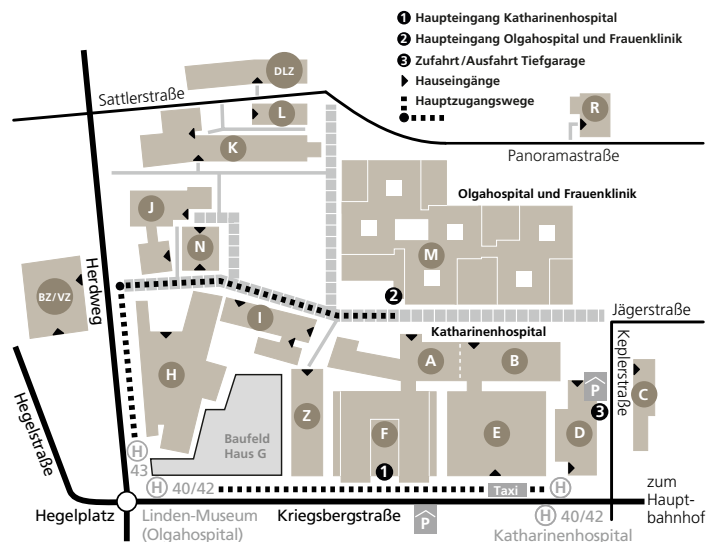 1 Haupteingang Katharinenhospital
2 Haupteingang Olgahospital und Frauenklinik
3 Zufahrt/Ausfahrt Tiefgarage
Hauseingänge
Hauptzugangswege
DLZ
Sattlerstraße
L
R
K
Panoramastraße
Olgahospital und Frauenklinik
J
N
M
BZ/VZ
Herdweg
2
I
Jägerstraße
Katharinenhospital
Keplerstraße
A
B
H
C
P
Z
3
Hegelstraße
Baufeld
Haus G
F
E
D
H
43
1
H 40/42
Taxi
H
zum
Haupt-
bahnhof
Hegelplatz
Linden-Museum
(Olgahospital)
Kriegsbergstraße
P
H 40/42
Katharinenhospital